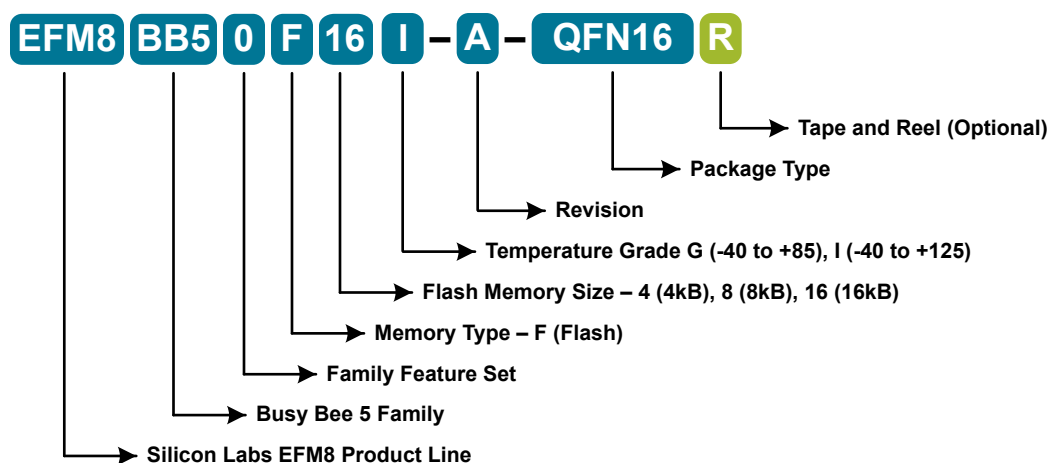 EFM8 BB5 0 F 16 I – A – QFN16 R
Tape and Reel (Optional)
Package Type
Revision
Temperature Grade G (-40 to +85), I (-40 to +125)
Flash Memory Size – 4 (4kB), 8 (8kB), 16 (16kB)
Memory Type – F (Flash)
Family Feature Set
Busy Bee 5 Family
Silicon Labs EFM8 Product Line